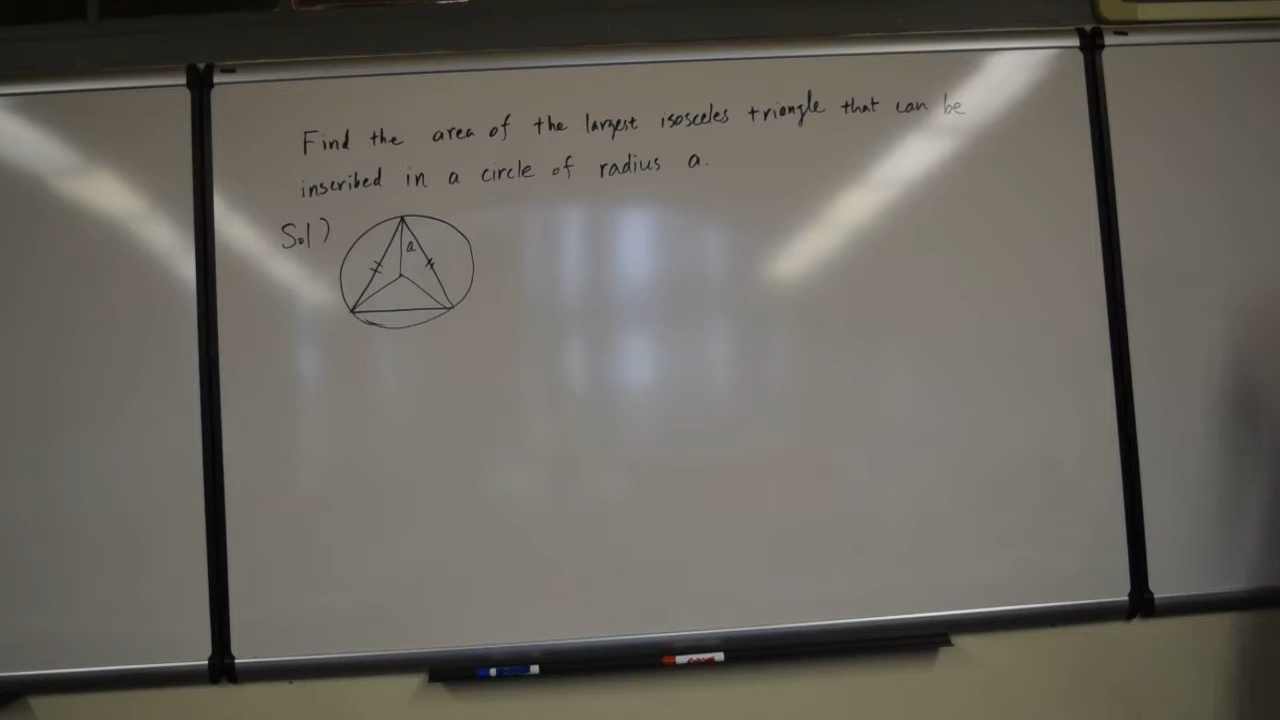 Find the area of the largest isosceles triangle that can be
inscribed in a circle of radius a.
Sol)
a